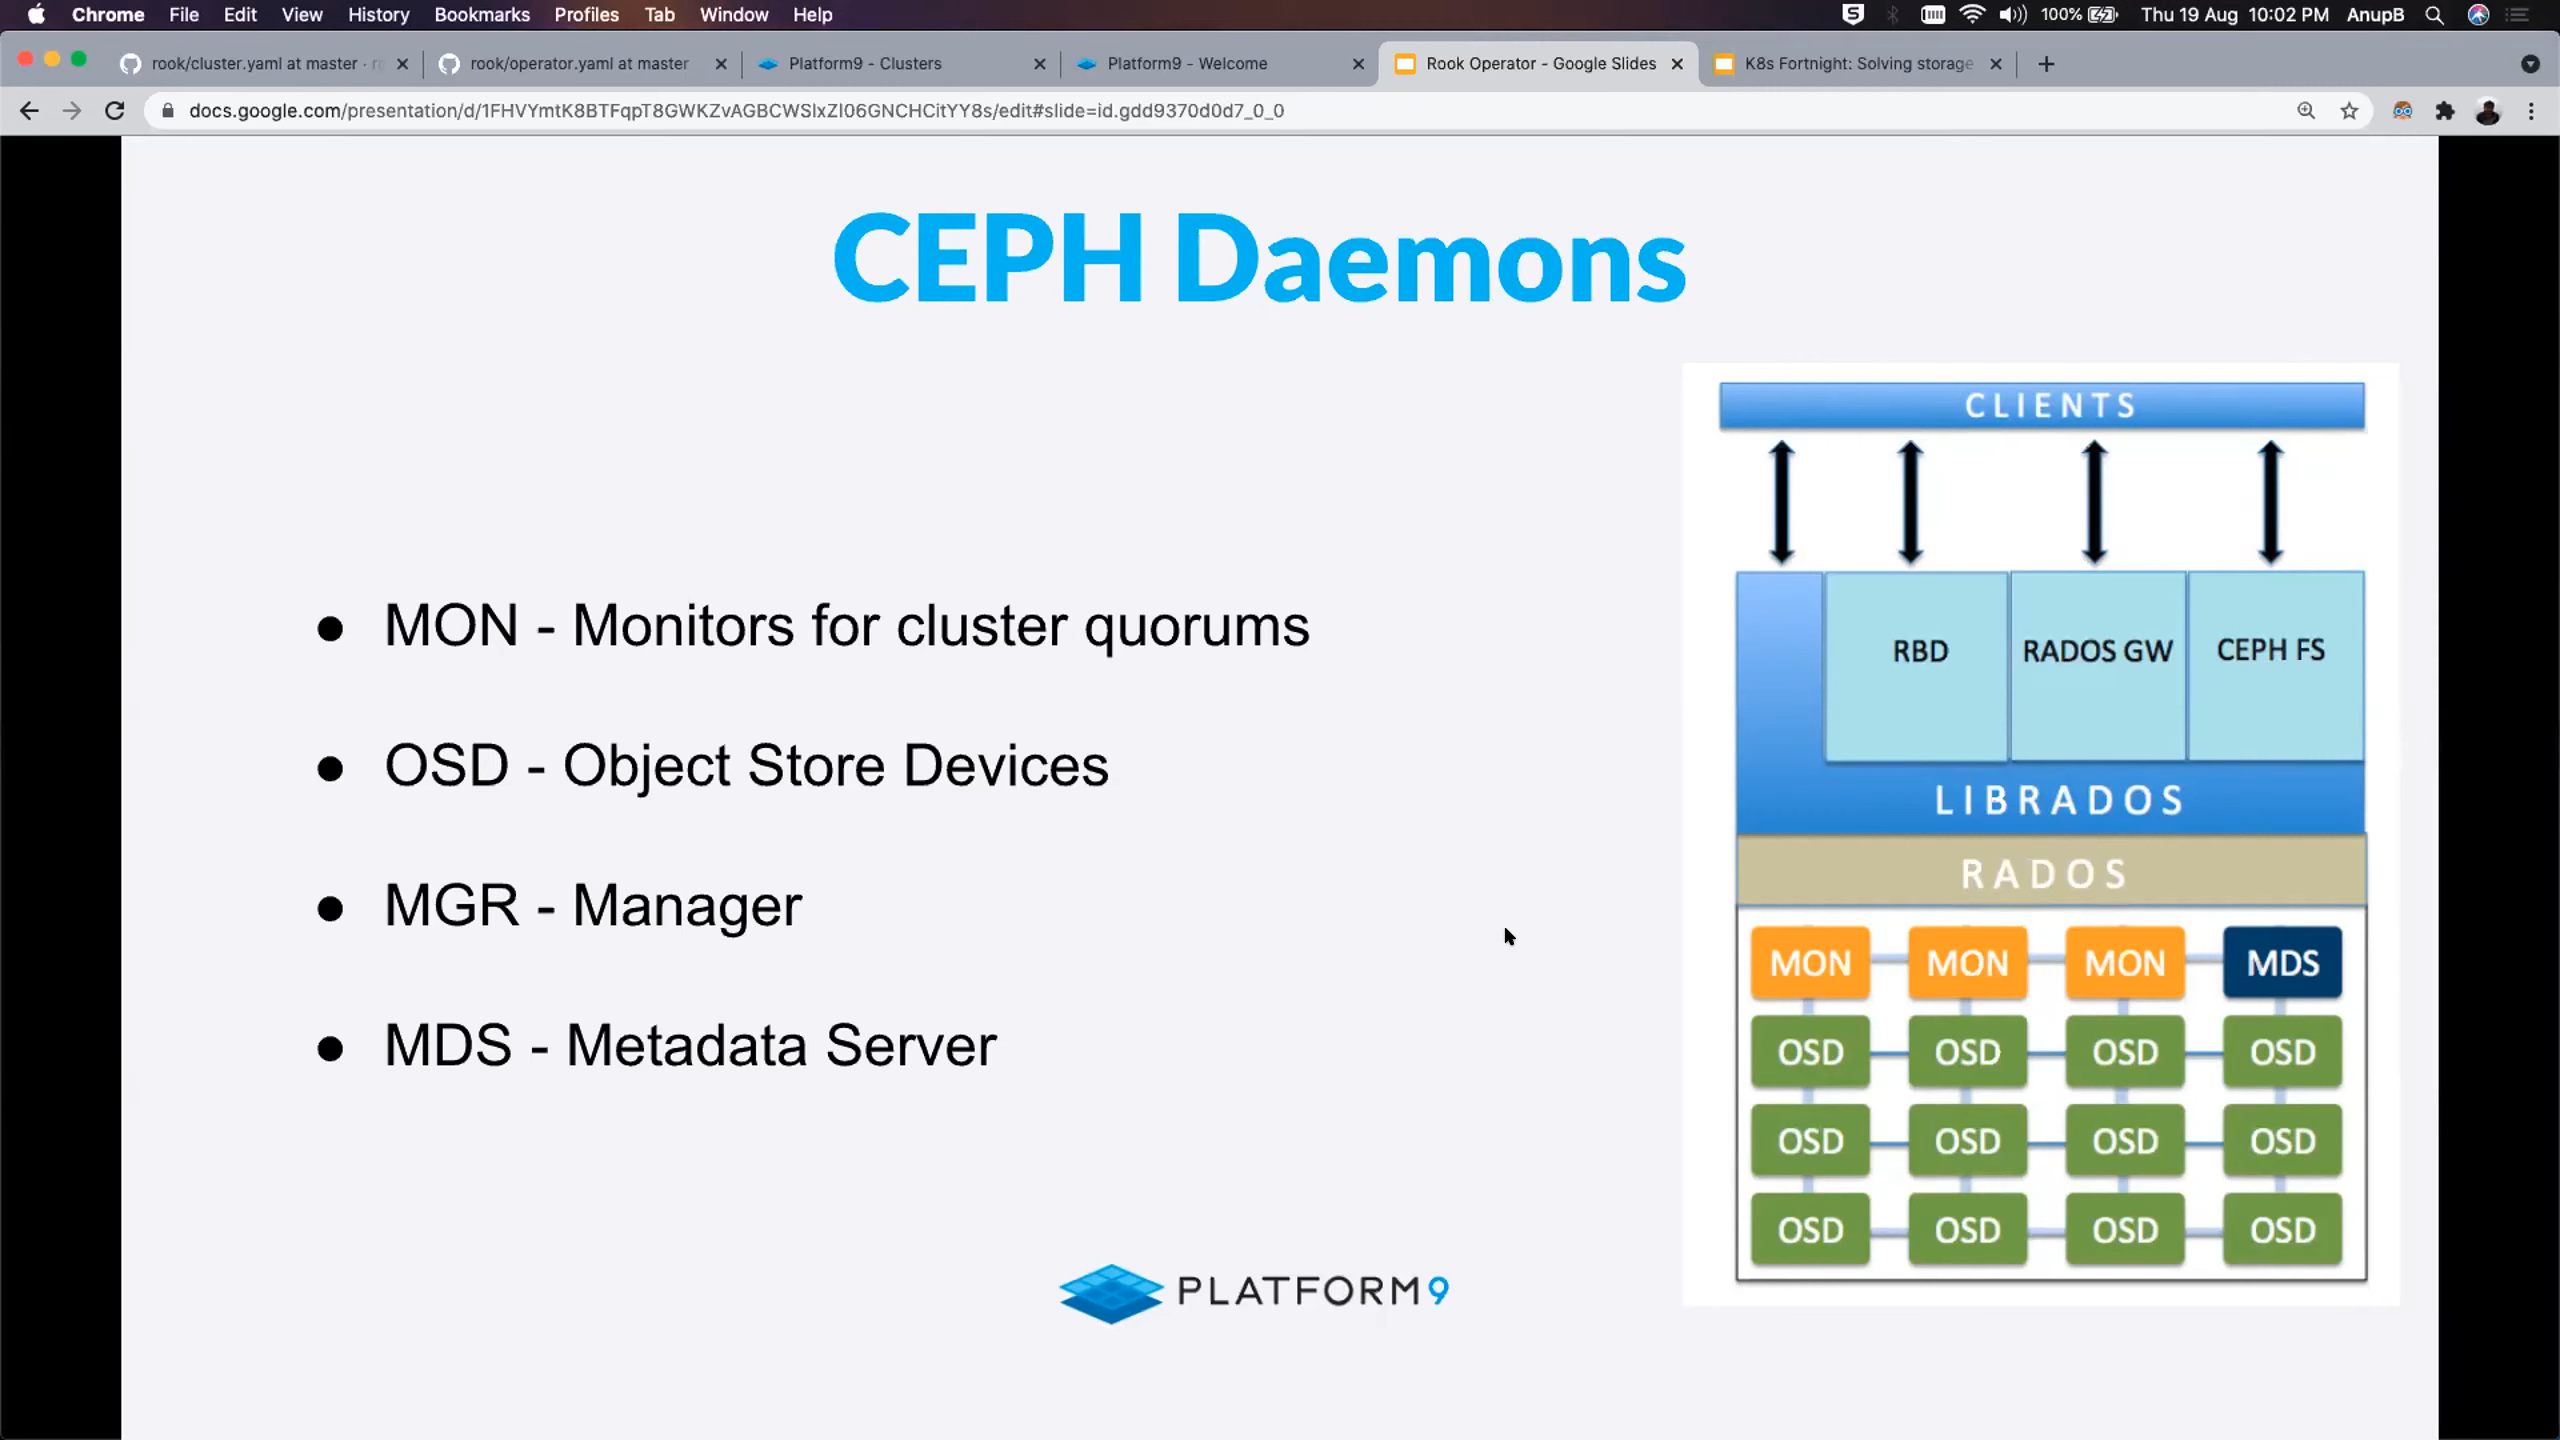 Chrome File Edit View History Bookmarks Profiles Tab Window Help 100% Thu 19 Aug 10:02 PM AnupB
rook/cluster.yaml at master · ro rook/operator.yaml at master Platform9 - Clusters Platform9 - Welcome Rook Operator - Google Slides K8s Fortnight: Solving storage
docs.google.com/presentation/d/1FHVYmtK8BTFqpT8GWKZvAGBCWSlxZl06GNCHCitYY8s/edit#slide=id.gdd9370d0d7_0_0
CEPH Daemons
● MON - Monitors for cluster quorums
● OSD - Object Store Devices
● MGR - Manager
● MDS - Metadata Server
CLIENTS
RBD RADOS GW CEPH FS
LIBRADOS
RADOS
MON MON MON MDS
OSD OSD OSD OSD
OSD OSD OSD OSD
OSD OSD OSD OSD
PLATFORM9